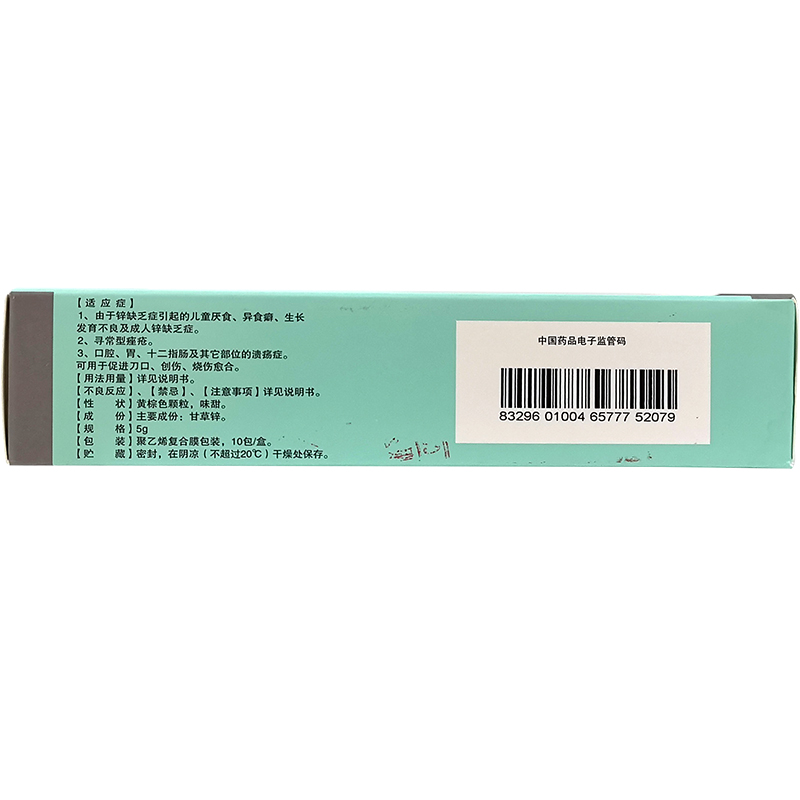 【适应症】
1、由于锌缺乏症引起的儿童厌食、异食癖、生长
发育不良及成人锌缺乏症。
2、寻常型痤疮。
3、口腔、胃、十二指肠及其它部位的溃疡症。
可用于促进刀口、创伤、烧伤愈合。
【用法用量】详见说明书。
【不良反应】、【禁忌】、【注意事项】详见说明书。
【性 状】黄棕色颗粒，味甜。
【成 份】主要成份：甘草锌。
【规 格】5g
【包 装】聚乙烯复合膜包装，10包/盒。
【贮 藏】密封，在阴凉（不超过20℃）干燥处保存。
中国药品电子监管码
83296 01004 65777 52079